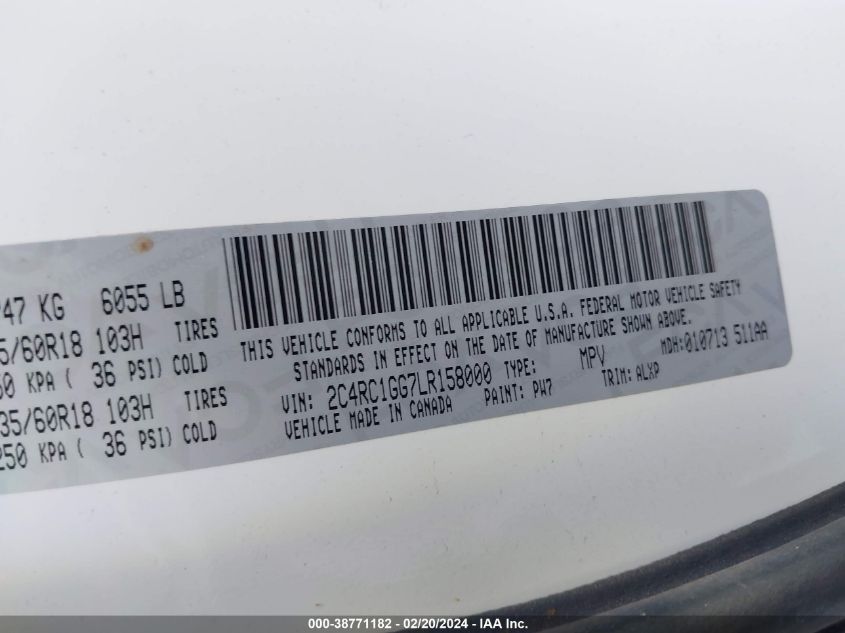 747 KG 6055 LB
5/60R18 103H TIRES
50 KPA ( 36 PSI) COLD
35/60R18 103H TIRES
250 KPA ( 36 PSI) COLD
THIS VEHICLE CONFORMS TO ALL APPLICABLE U.S.A. FEDERAL MOTOR VEHICLE SAFETY
STANDARDS IN EFFECT ON THE DATE OF MANUFACTURE SHOWN ABOVE.
VIN: 2C4RC1GG7LR158000 TYPE: MPV MDH:010713 511AA
VEHICLE MADE IN CANADA PAINT: PW7 TRIM: ALXP
000-38771182 - 02/20/2024 - IAA Inc.